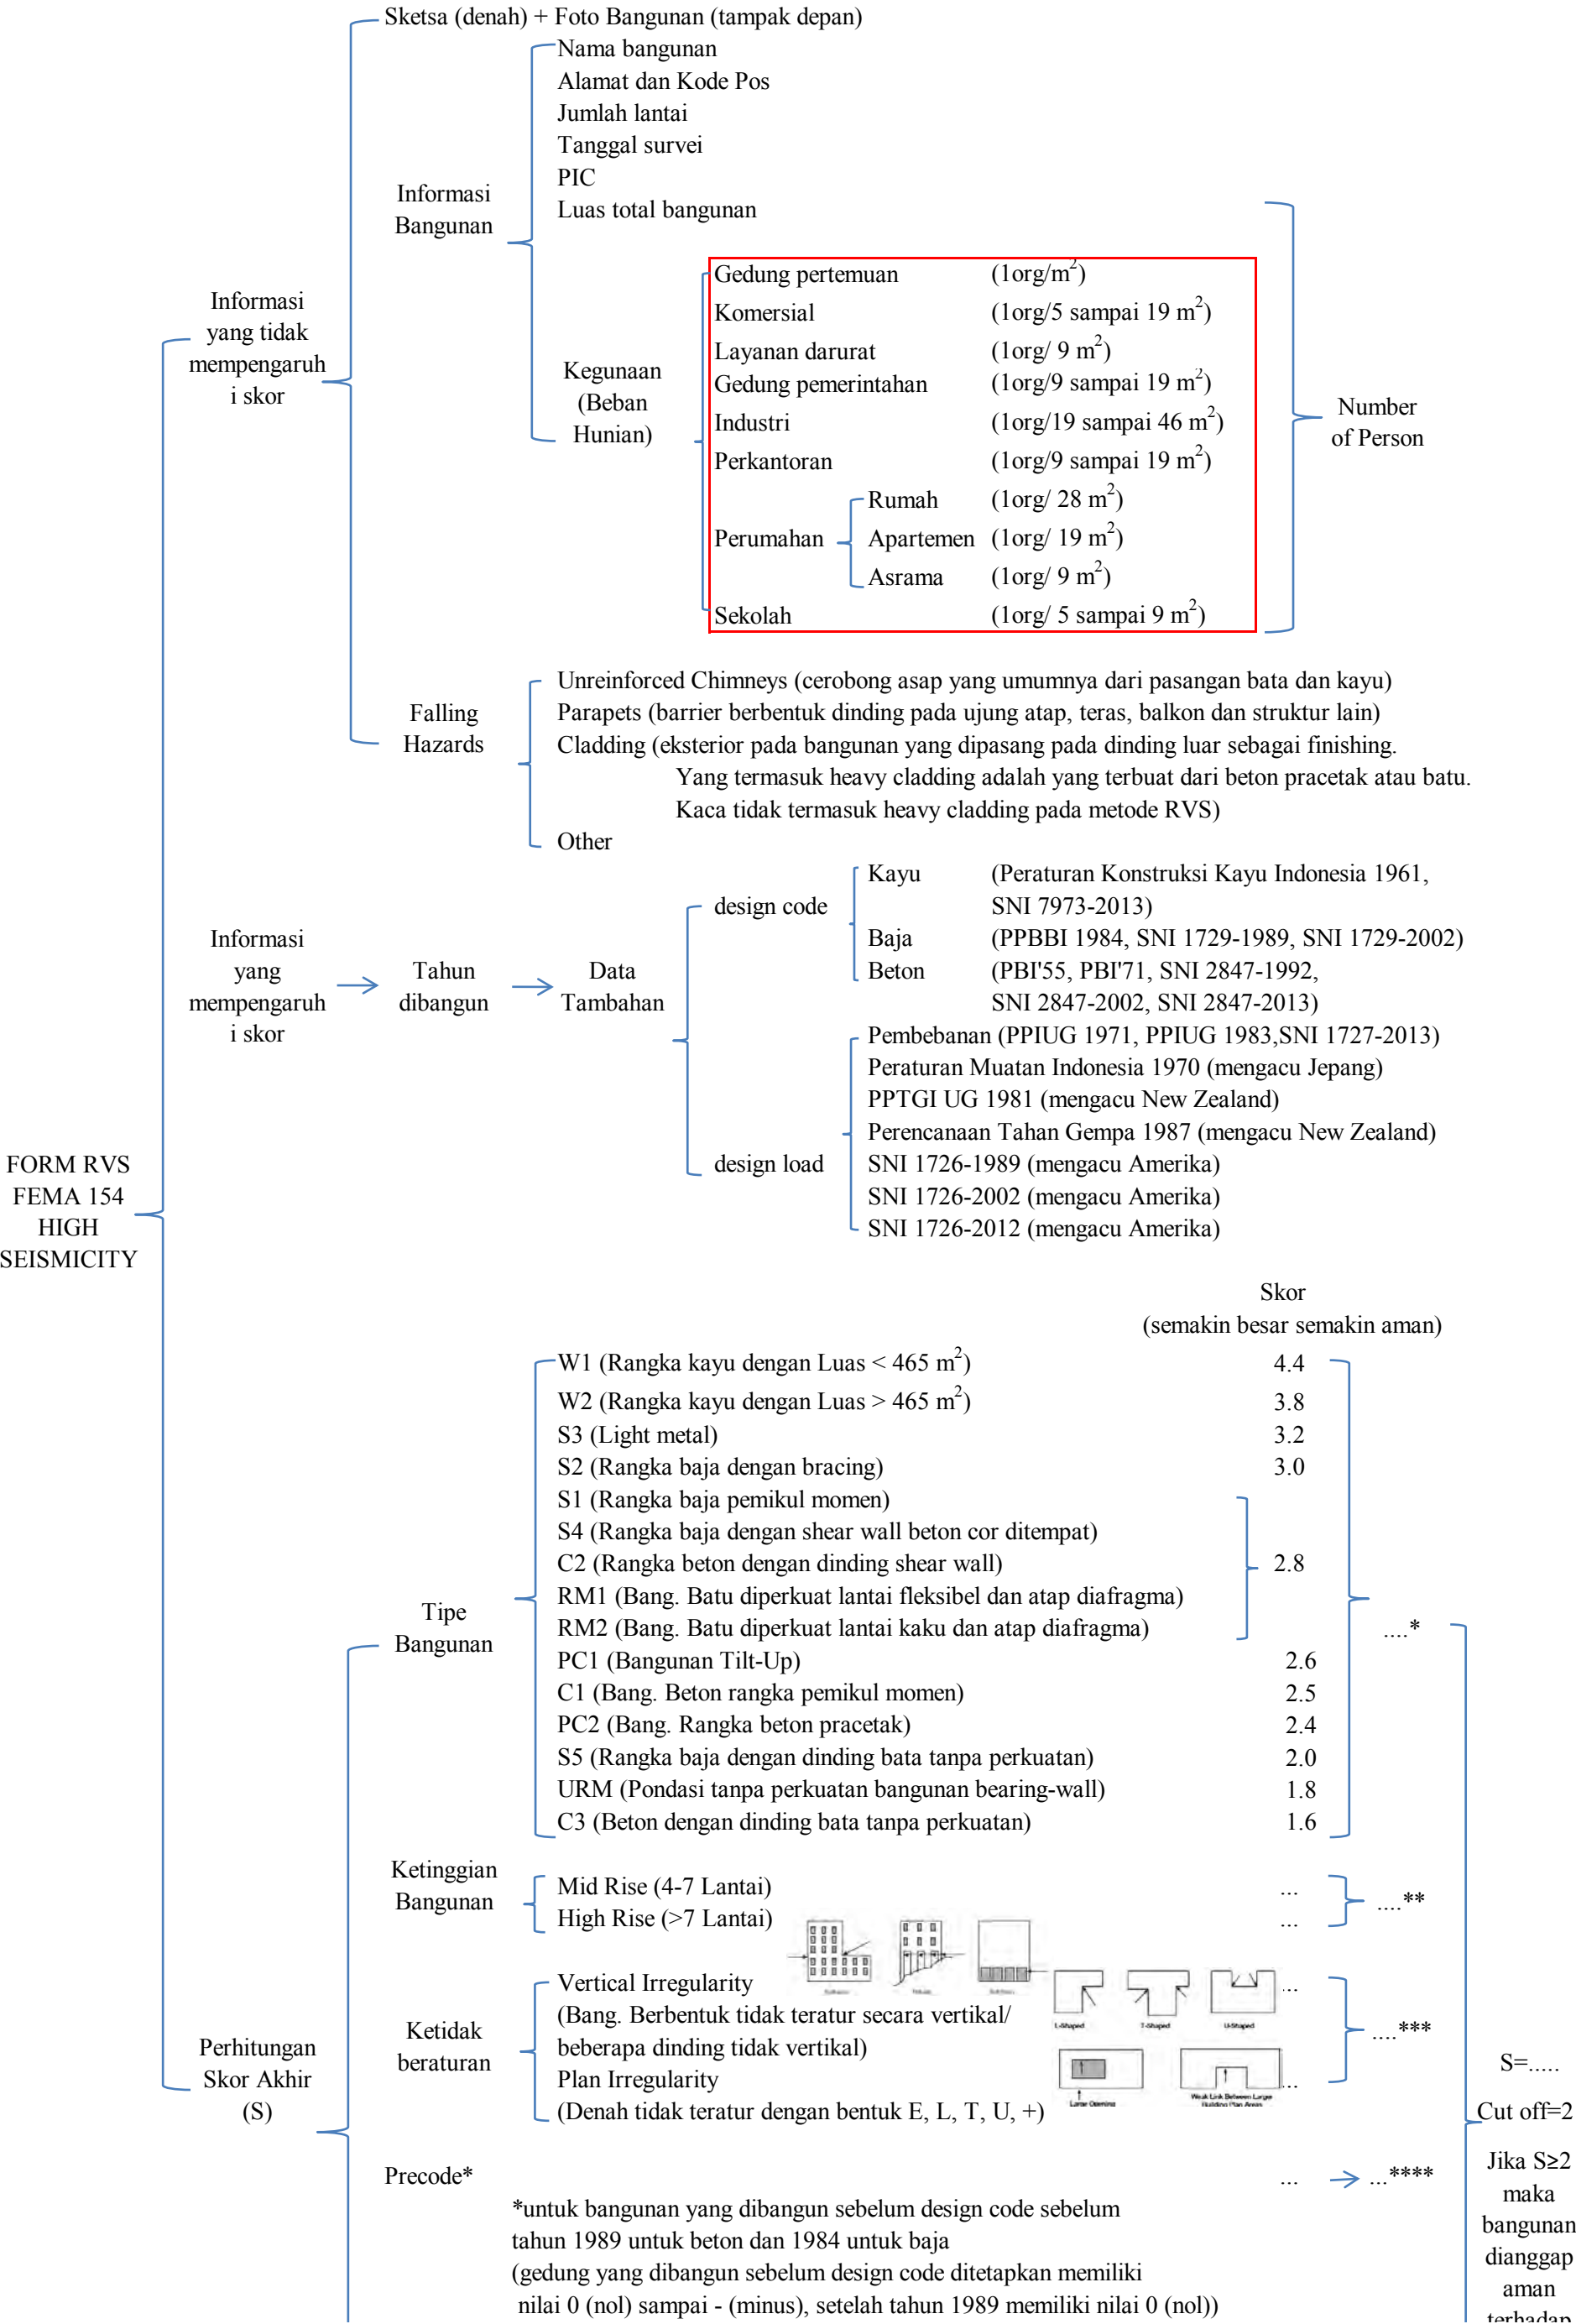 Sketsa (denah) + Foto Bangunan (tampak depan)
Nama bangunan
Alamat dan Kode Pos
Jumlah lantai
Tanggal survei
PIC
Luas total bangunan
Informasi
Bangunan
Informasi
yang tidak
mempengaruh
i skor
Kegunaan
(Beban
Hunian)
Gedung pertemuan (1org/m²)
Komersial (1org/5 sampai 19 m²)
Layanan darurat (1org/ 9 m²)
Gedung pemerintahan (1org/9 sampai 19 m²)
Industri (1org/19 sampai 46 m²)
Perkantoran (1org/9 sampai 19 m²)
Rumah (1org/ 28 m²)
Perumahan Apartemen (1org/ 19 m²)
Asrama (1org/ 9 m²)
Sekolah (1org/ 5 sampai 9 m²)
Number
of Person
Falling
Hazards
Unreinforced Chimneys (cerobong asap yang umumnya dari pasangan bata dan kayu)
Parapets (barrier berbentuk dinding pada ujung atap, teras, balkon dan struktur lain)
Cladding (eksterior pada bangunan yang dipasang pada dinding luar sebagai finishing.
Yang termasuk heavy cladding adalah yang terbuat dari beton pracetak atau batu.
Kaca tidak termasuk heavy cladding pada metode RVS)
Other
Informasi
yang
mempengaruh
i skor
Tahun
dibangun
Data
Tambahan
design code
Kayu (Peraturan Konstruksi Kayu Indonesia 1961,
SNI 7973-2013)
Baja (PPBBI 1984, SNI 1729-1989, SNI 1729-2002)
Beton (PBI'55, PBI'71, SNI 2847-1992,
SNI 2847-2002, SNI 2847-2013)
design load
Pembebanan (PPIUG 1971, PPIUG 1983,SNI 1727-2013)
Peraturan Muatan Indonesia 1970 (mengacu Jepang)
PPTGI UG 1981 (mengacu New Zealand)
Perencanaan Tahan Gempa 1987 (mengacu New Zealand)
SNI 1726-1989 (mengacu Amerika)
SNI 1726-2002 (mengacu Amerika)
SNI 1726-2012 (mengacu Amerika)
FORM RVS
FEMA 154
HIGH
SEISMICITY
Skor
(semakin besar semakin aman)
Tipe
Bangunan
W1 (Rangka kayu dengan Luas < 465 m²) 4.4
W2 (Rangka kayu dengan Luas > 465 m²) 3.8
S3 (Light metal) 3.2
S2 (Rangka baja dengan bracing) 3.0
S1 (Rangka baja pemikul momen)
S4 (Rangka baja dengan shear wall beton cor ditempat)
C2 (Rangka beton dengan dinding shear wall) 2.8
RM1 (Bang. Batu diperkuat lantai fleksibel dan atap diafragma)
RM2 (Bang. Batu diperkuat lantai kaku dan atap diafragma)
PC1 (Bangunan Tilt-Up) 2.6
C1 (Bang. Beton rangka pemikul momen) 2.5
PC2 (Bang. Rangka beton pracetak) 2.4
S5 (Rangka baja dengan dinding bata tanpa perkuatan) 2.0
URM (Pondasi tanpa perkuatan bangunan bearing-wall) 1.8
C3 (Beton dengan dinding bata tanpa perkuatan) 1.6
....*
Ketinggian
Bangunan
Mid Rise (4-7 Lantai) ...
High Rise (>7 Lantai) ...
....**
Ketidak
beraturan
Vertical Irregularity ...
(Bang. Berbentuk tidak teratur secara vertikal/
beberapa dinding tidak vertikal)
Plan Irregularity ...
(Denah tidak teratur dengan bentuk E, L, T, U, +)
L-Shaped T-Shaped U-Shaped
Large Opening
Weak Link Between Larger
Building Plan Areas
....***
Perhitungan
Skor Akhir
(S)
Precode* ... ...****
*untuk bangunan yang dibangun sebelum design code sebelum
tahun 1989 untuk beton dan 1984 untuk baja
(gedung yang dibangun sebelum design code ditetapkan memiliki
nilai 0 (nol) sampai - (minus), setelah tahun 1989 memiliki nilai 0 (nol))
S=.....
Cut off=2
Jika S≥2
maka
bangunan
dianggap
aman
terhadap